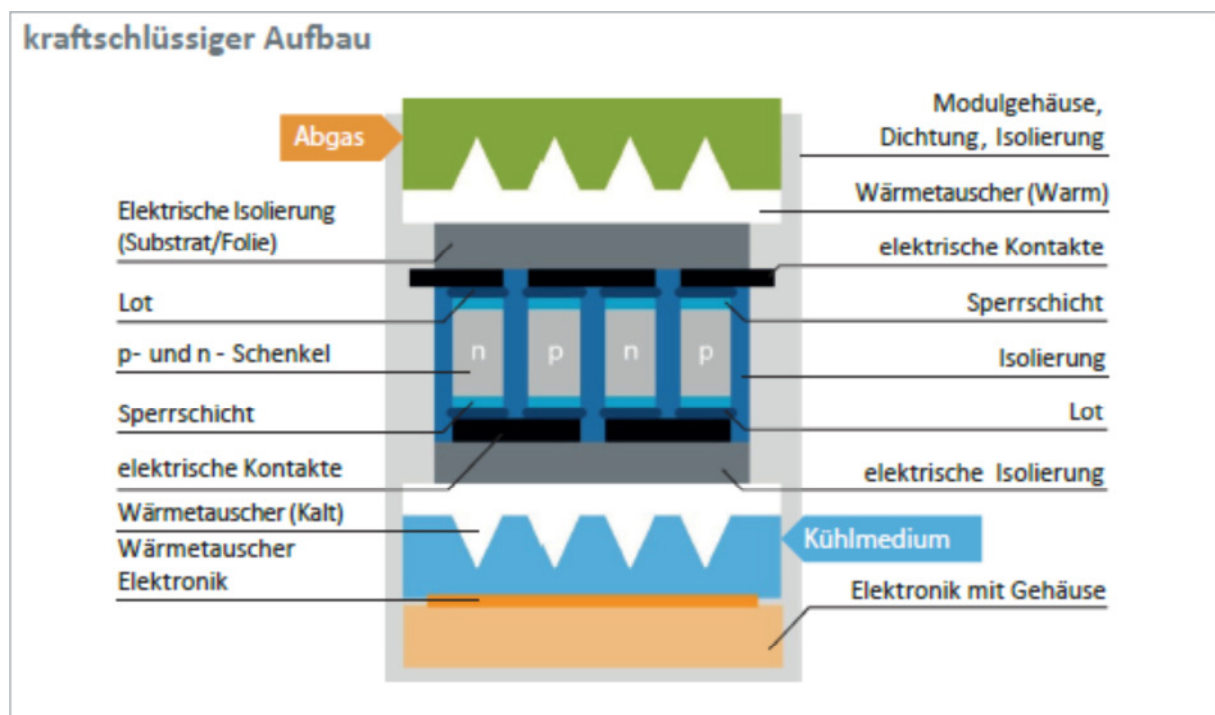 kraftschlüssiger Aufbau
Abgas
Modulgehäuse,
Dichtung, Isolierung
Wärmetauscher (Warm)
Elektrische Isolierung
(Substrat/Folie)
elektrische Kontakte
Lot
Sperrschicht
p- und n - Schenkel
n p n p
Isolierung
Sperrschicht
Lot
elektrische Kontakte
elektrische Isolierung
Wärmetauscher (Kalt)
Wärmetauscher
Elektronik
Kühlmedium
Elektronik mit Gehäuse